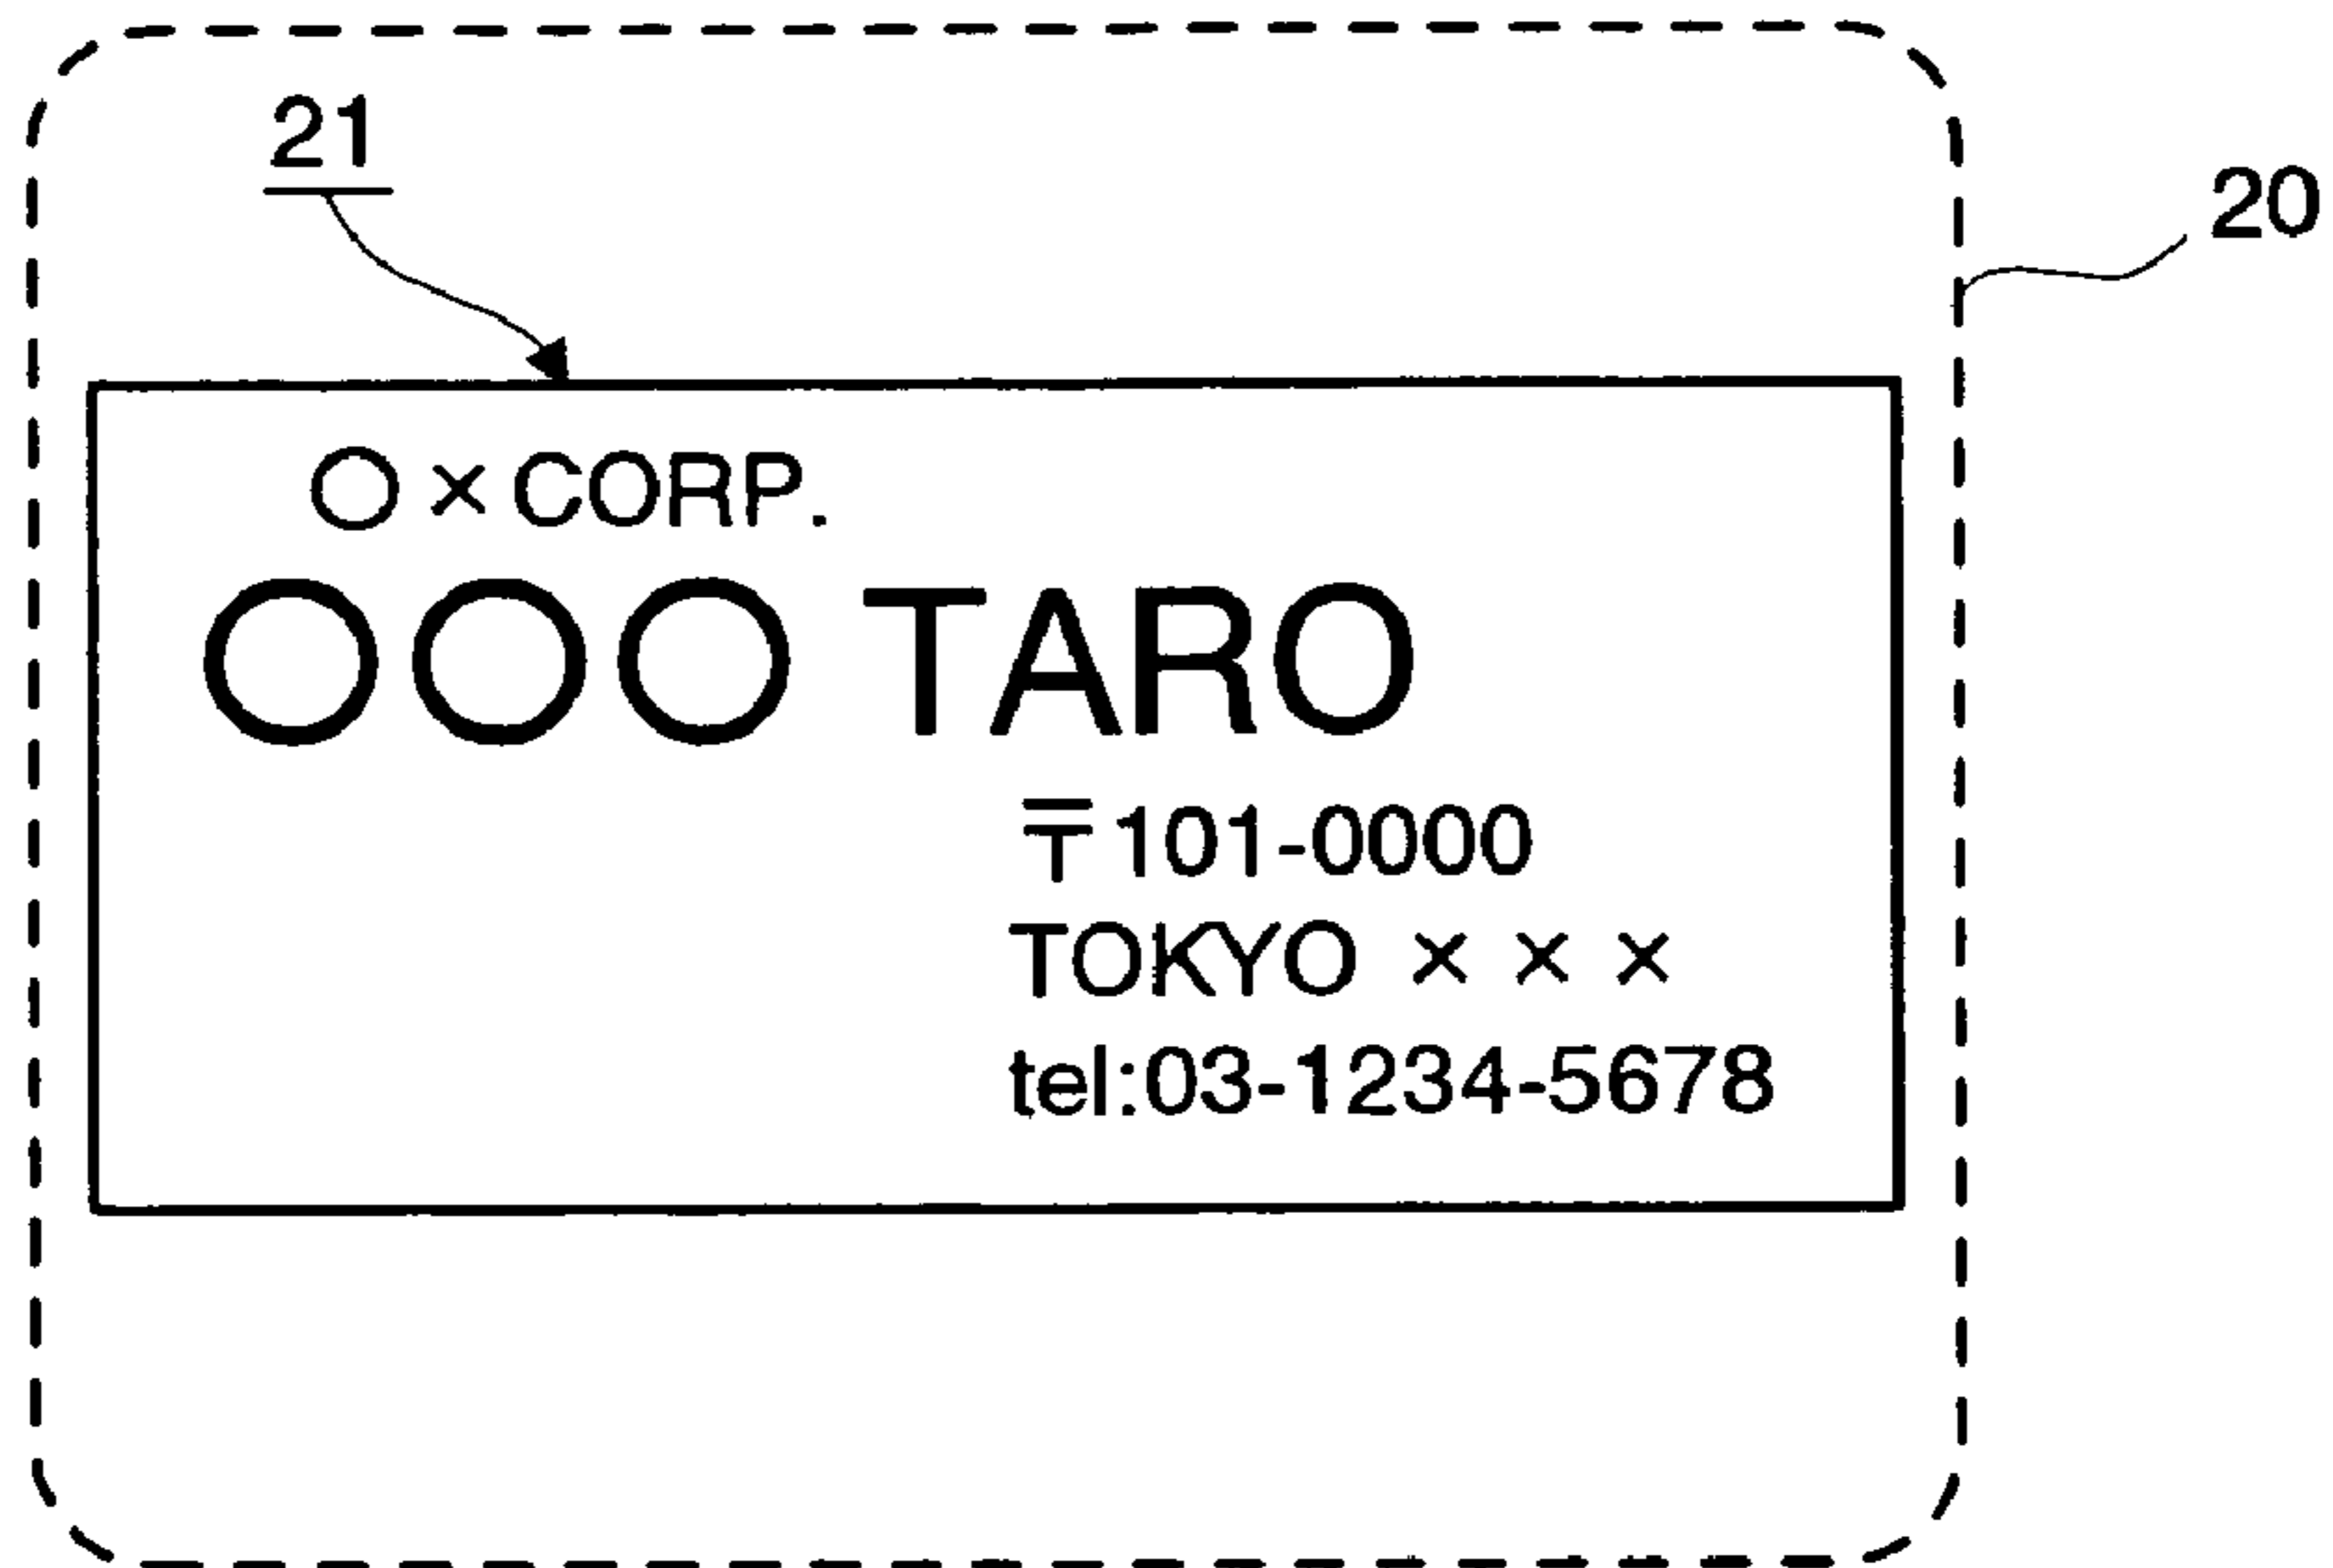 21
20
○×CORP.
○○○ TARO
〒101-0000
TOKYO ×××
tel:03-1234-5678